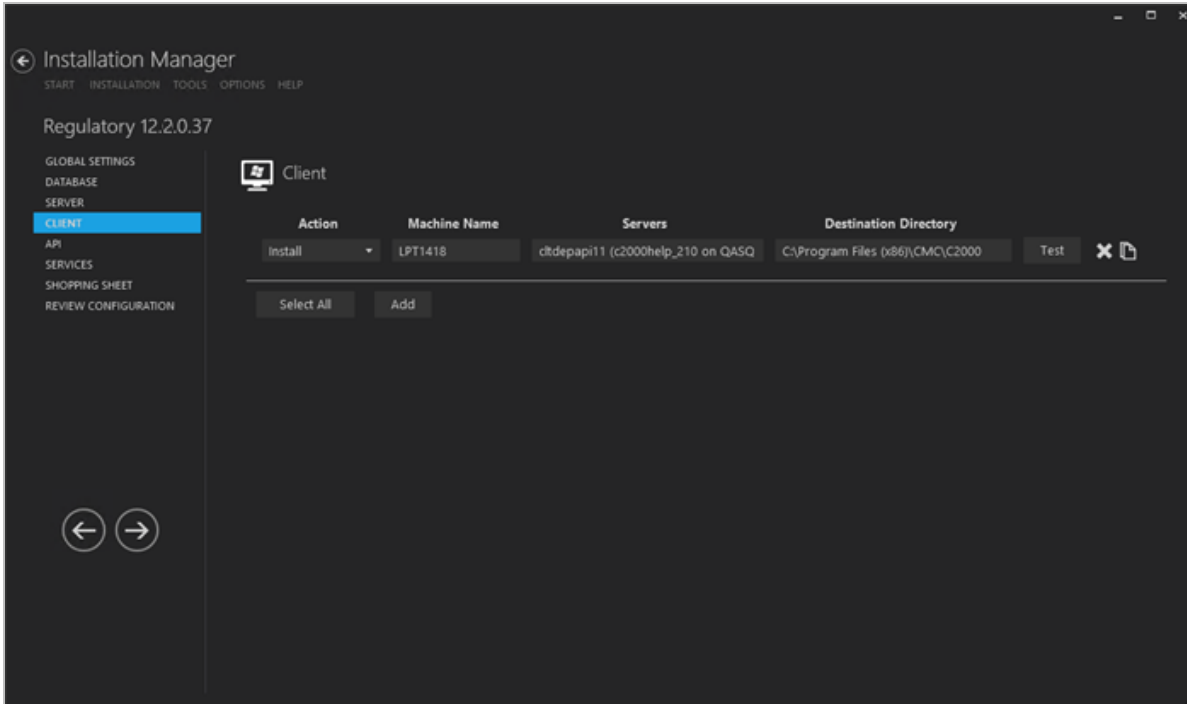 Installation Manager
START INSTALLATION TOOLS OPTIONS HELP
Regulatory 12.2.0.37
GLOBAL SETTINGS
DATABASE
SERVER
CLIENT
API
SERVICES
SHOPPING SHEET
REVIEW CONFIGURATION
Client
Action Machine Name Servers Destination Directory
Install LPT1418 cltdepapi11 (c2000help_210 on QASQ C:\Program Files (x86)\CMC\C2000 Test
Select All Add